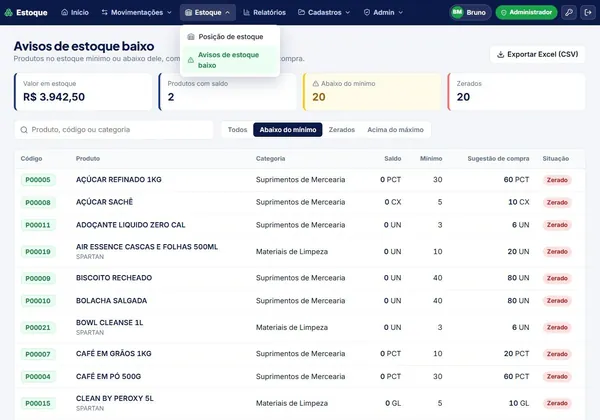 Estoque
Início
Movimentações
Estoque
Relatórios
Cadastros
Admin
BM Bruno
Administrador
Posição de estoque
Avisos de estoque
baixo
Avisos de estoque baixo
Produtos no estoque mínimo ou abaixo dele, com
compra.
Exportar Excel (CSV)
Valor em estoque
R$ 3.942,50
Produtos com saldo
2
Abaixo do mínimo
20
Zerados
20
Produto, código ou categoria
Todos Abaixo do mínimo Zerados Acima do máximo
Código Produto Categoria Saldo Mínimo Sugestão de compra Situação
P00005 AÇÚCAR REFINADO 1KG Suprimentos de Mercearia 0 PCT 30 60 PCT Zerado
P00008 AÇÚCAR SACHÊ Suprimentos de Mercearia 0 CX 5 10 CX Zerado
P00011 ADOÇANTE LIQUIDO ZERO CAL Suprimentos de Mercearia 0 UN 3 6 UN Zerado
P00019 AIR ESSENCE CASCAS E FOLHAS 500ML Materiais de Limpeza 0 UN 10 20 UN Zerado
SPARTAN
P00009 BISCOITO RECHEADO Suprimentos de Mercearia 0 UN 40 80 UN Zerado
P00010 BOLACHA SALGADA Suprimentos de Mercearia 0 UN 40 80 UN Zerado
P00021 BOWL CLEANSE 1L Materiais de Limpeza 0 UN 3 6 UN Zerado
SPARTAN
P00007 CAFÉ EM GRÃOS 1KG Suprimentos de Mercearia 0 PCT 10 20 PCT Zerado
P00004 CAFÉ EM PÓ 500G Suprimentos de Mercearia 0 PCT 30 60 PCT Zerado
P00015 CLEAN BY PEROXY 5L Materiais de Limpeza 0 GL 5 10 GL Zerado
SPARTAN